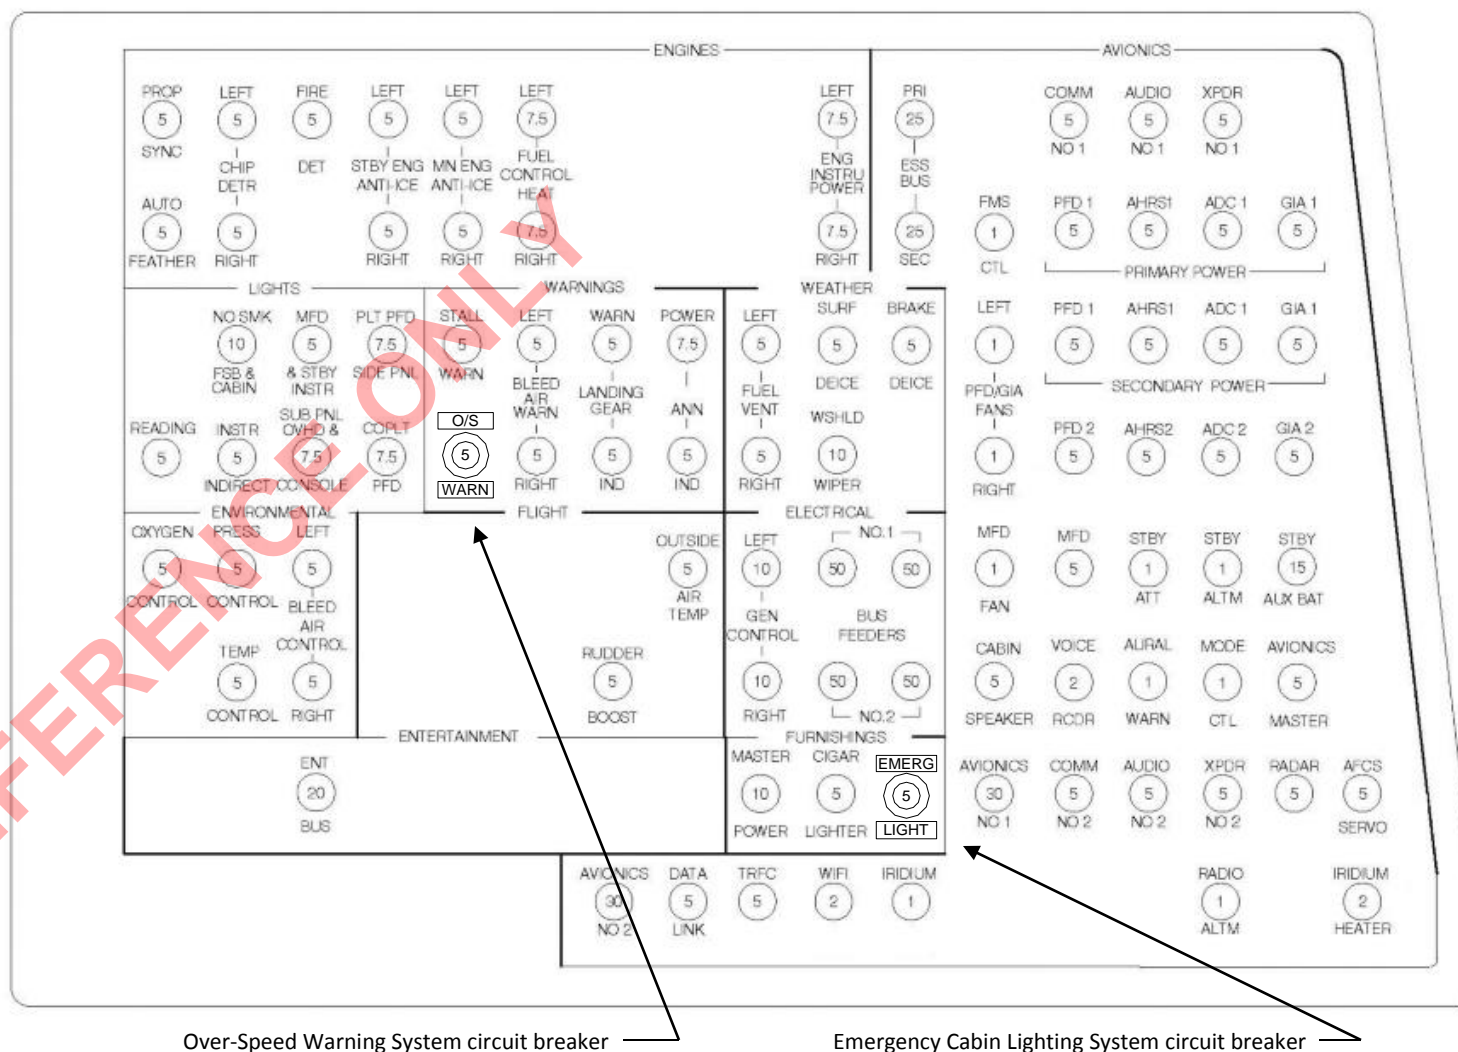 ENGINES AVIONICS
PROP LEFT FIRE LEFT LEFT LEFT LEFT PRI COMM AUDIO XPDR
5 5 5 5 5 7.5 7.5 25 5 5 5
SYNC CHIP DETR DET STBY ENG ANTI-ICE MN ENG ANTI-ICE FUEL CONTROL HEAT ENG INSTRU POWER ESS BUS NO 1 NO 1 NO 1
AUTO FMS PFD 1 AHRS1 ADC 1 GIA 1
5 5 5 5 7.5 7.5 25 1 5 5 5 5
FEATHER RIGHT RIGHT RIGHT RIGHT RIGHT SEC CTL PRIMARY POWER
LIGHTS WARNINGS WEATHER
NO SMK MFD PLT PFD STALL LEFT WARN POWER LEFT SURF BRAKE LEFT PFD 1 AHRS1 ADC 1 GIA 1
10 5 7.5 5 5 5 7.5 5 5 5 1 5 5 5 5
FSB & CABIN & STBY INSTR SIDE PNL WARN BLEED AIR WARN LANDING GEAR ANN FUEL VENT DEICE DEICE PFD/GIA FANS SECONDARY POWER
READING INSTR SUB PNL OVHD & COPLT O/S WSHLD PFD 2 AHRS2 ADC 2 GIA 2
5 5 7.5 7.5 5 5 5 5 5 10 1 5 5 5 5
INDIRECT CONSOLE PFD WARN RIGHT IND IND RIGHT WIPER RIGHT
ENVIRONMENTAL FLIGHT ELECTRICAL
OXYGEN PRESS LEFT OUTSIDE LEFT NO.1 MFD MFD STBY STBY STBY
5 5 5 5 10 50 50 1 5 1 1 15
CONTROL CONTROL BLEED AIR CONTROL AIR TEMP GEN CONTROL BUS FEEDERS FAN ATT ALTM AUX BAT
TEMP RUDDER CABIN VOICE AURAL MODE AVIONICS
5 5 5 10 50 50 5 2 1 1 5
CONTROL RIGHT BOOST RIGHT NO.2 SPEAKER RCDR WARN CTL MASTER
ENTERTAINMENT FURNISHINGS
ENT MASTER CIGAR EMERG AVIONICS COMM AUDIO XPDR RADAR AFCS
20 10 5 5 30 5 5 5 5 5
BUS POWER LIGHTER LIGHT NO 1 NO 2 NO 2 NO 2 SERVO
AVIONICS DATA TRFC WIFI IRIDIUM RADIO IRIDIUM
30 5 5 2 1 1 2
NO 2 LINK ALTM HEATER
Over-Speed Warning System circuit breaker
Emergency Cabin Lighting System circuit breaker
ONLY